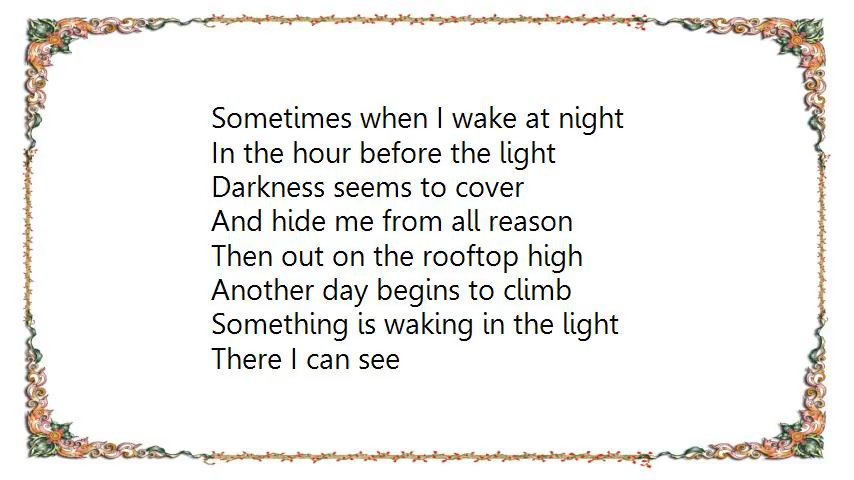 Sometimes when I wake at night
In the hour before the light
Darkness seems to cover
And hide me from all reason
Then out on the rooftop high
Another day begins to climb
Something is waking in the light
There I can see